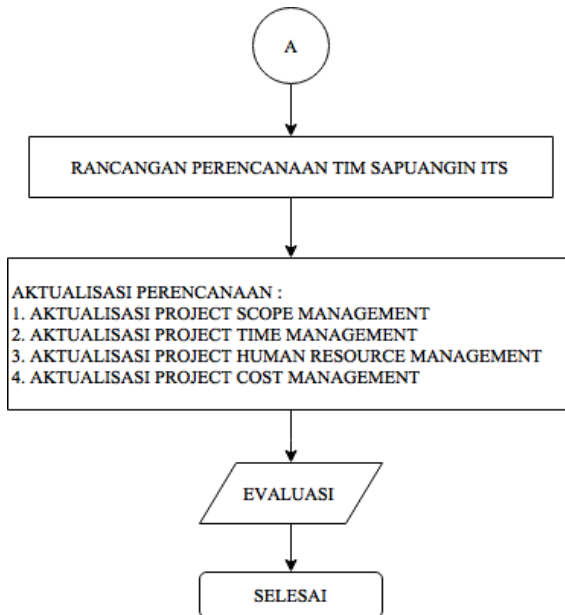 A
RANCANGAN PERENCANAAN TIM SAPUANGIN ITS
AKTUALISASI PERENCANAAN :
1. AKTUALISASI PROJECT SCOPE MANAGEMENT
2. AKTUALISASI PROJECT TIME MANAGEMENT
3. AKTUALISASI PROJECT HUMAN RESOURCE MANAGEMENT
4. AKTUALISASI PROJECT COST MANAGEMENT
EVALUASI
SELESAI